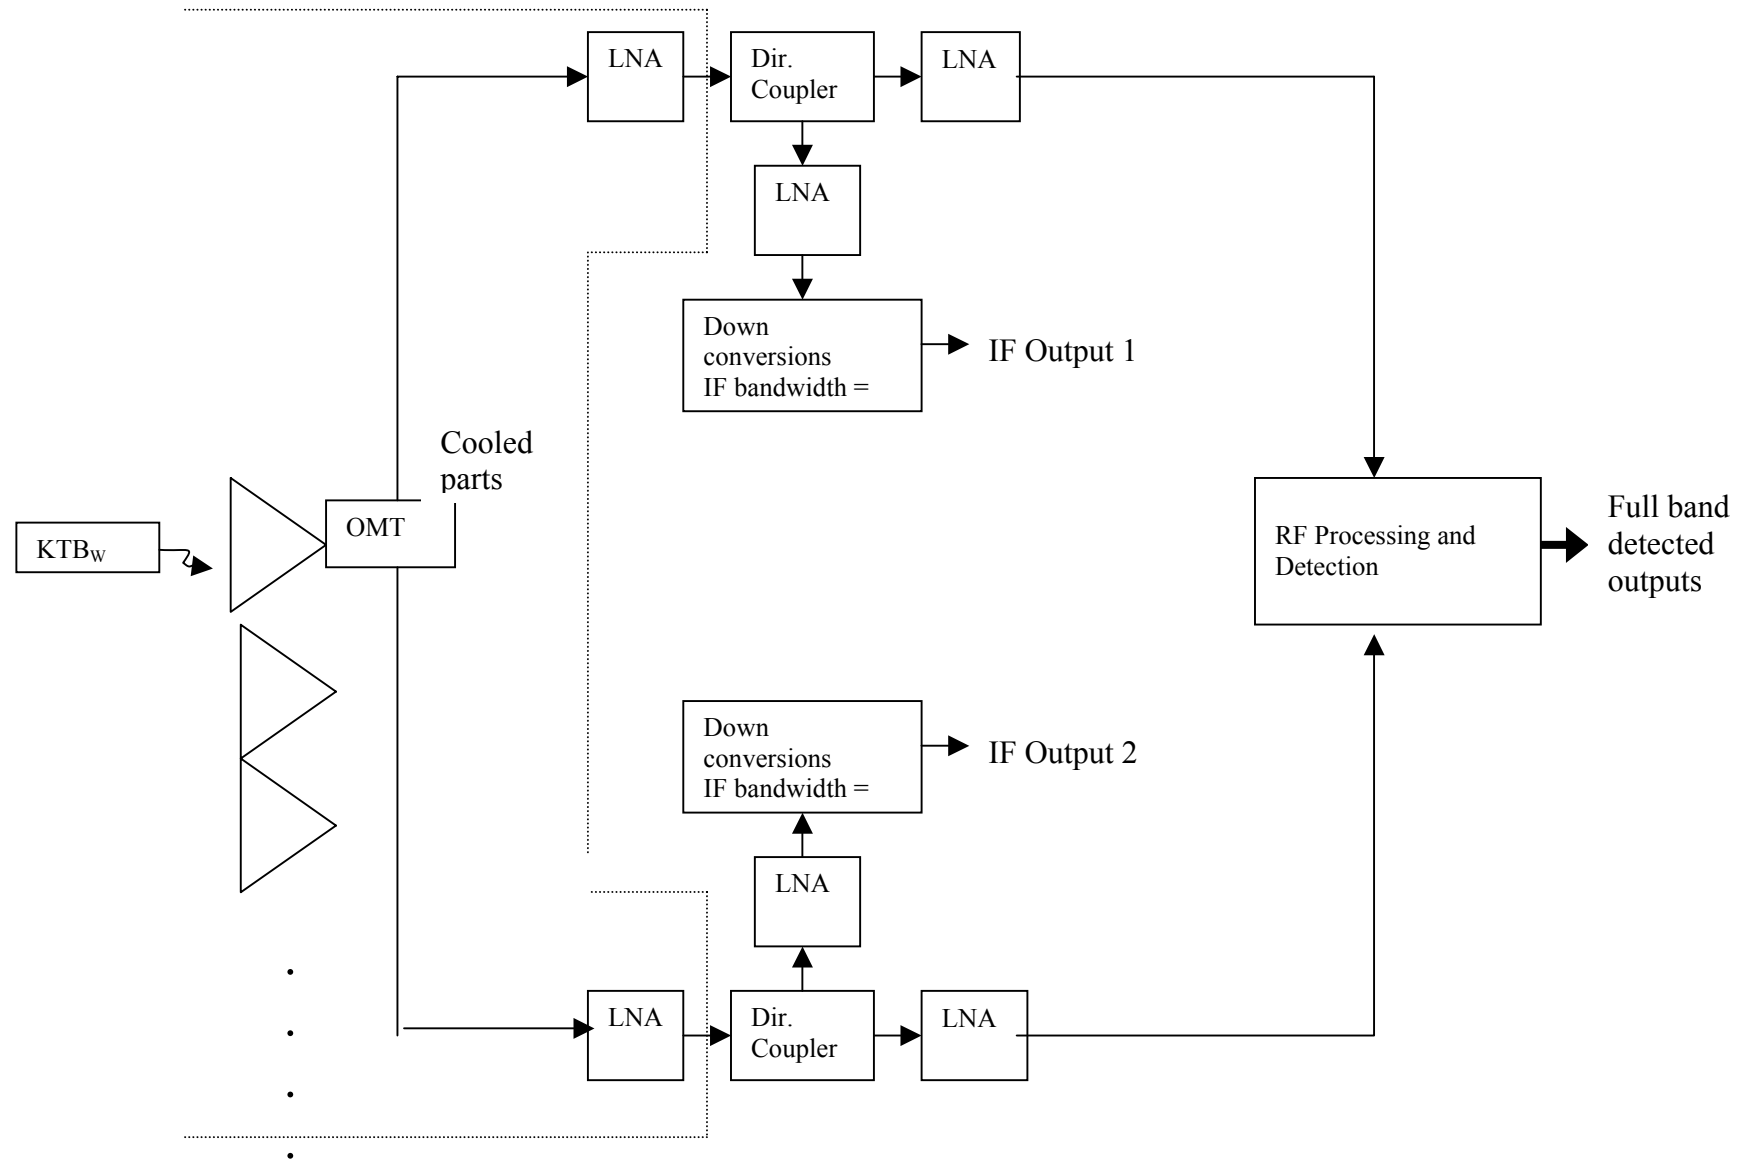 LNA
Dir.
Coupler
LNA
LNA
Down
conversions
IF bandwidth =
IF Output 1
Cooled
parts
KTBW
OMT
RF Processing and
Detection
Full band
detected
outputs
Down
conversions
IF bandwidth =
IF Output 2
LNA
LNA
Dir.
Coupler
LNA